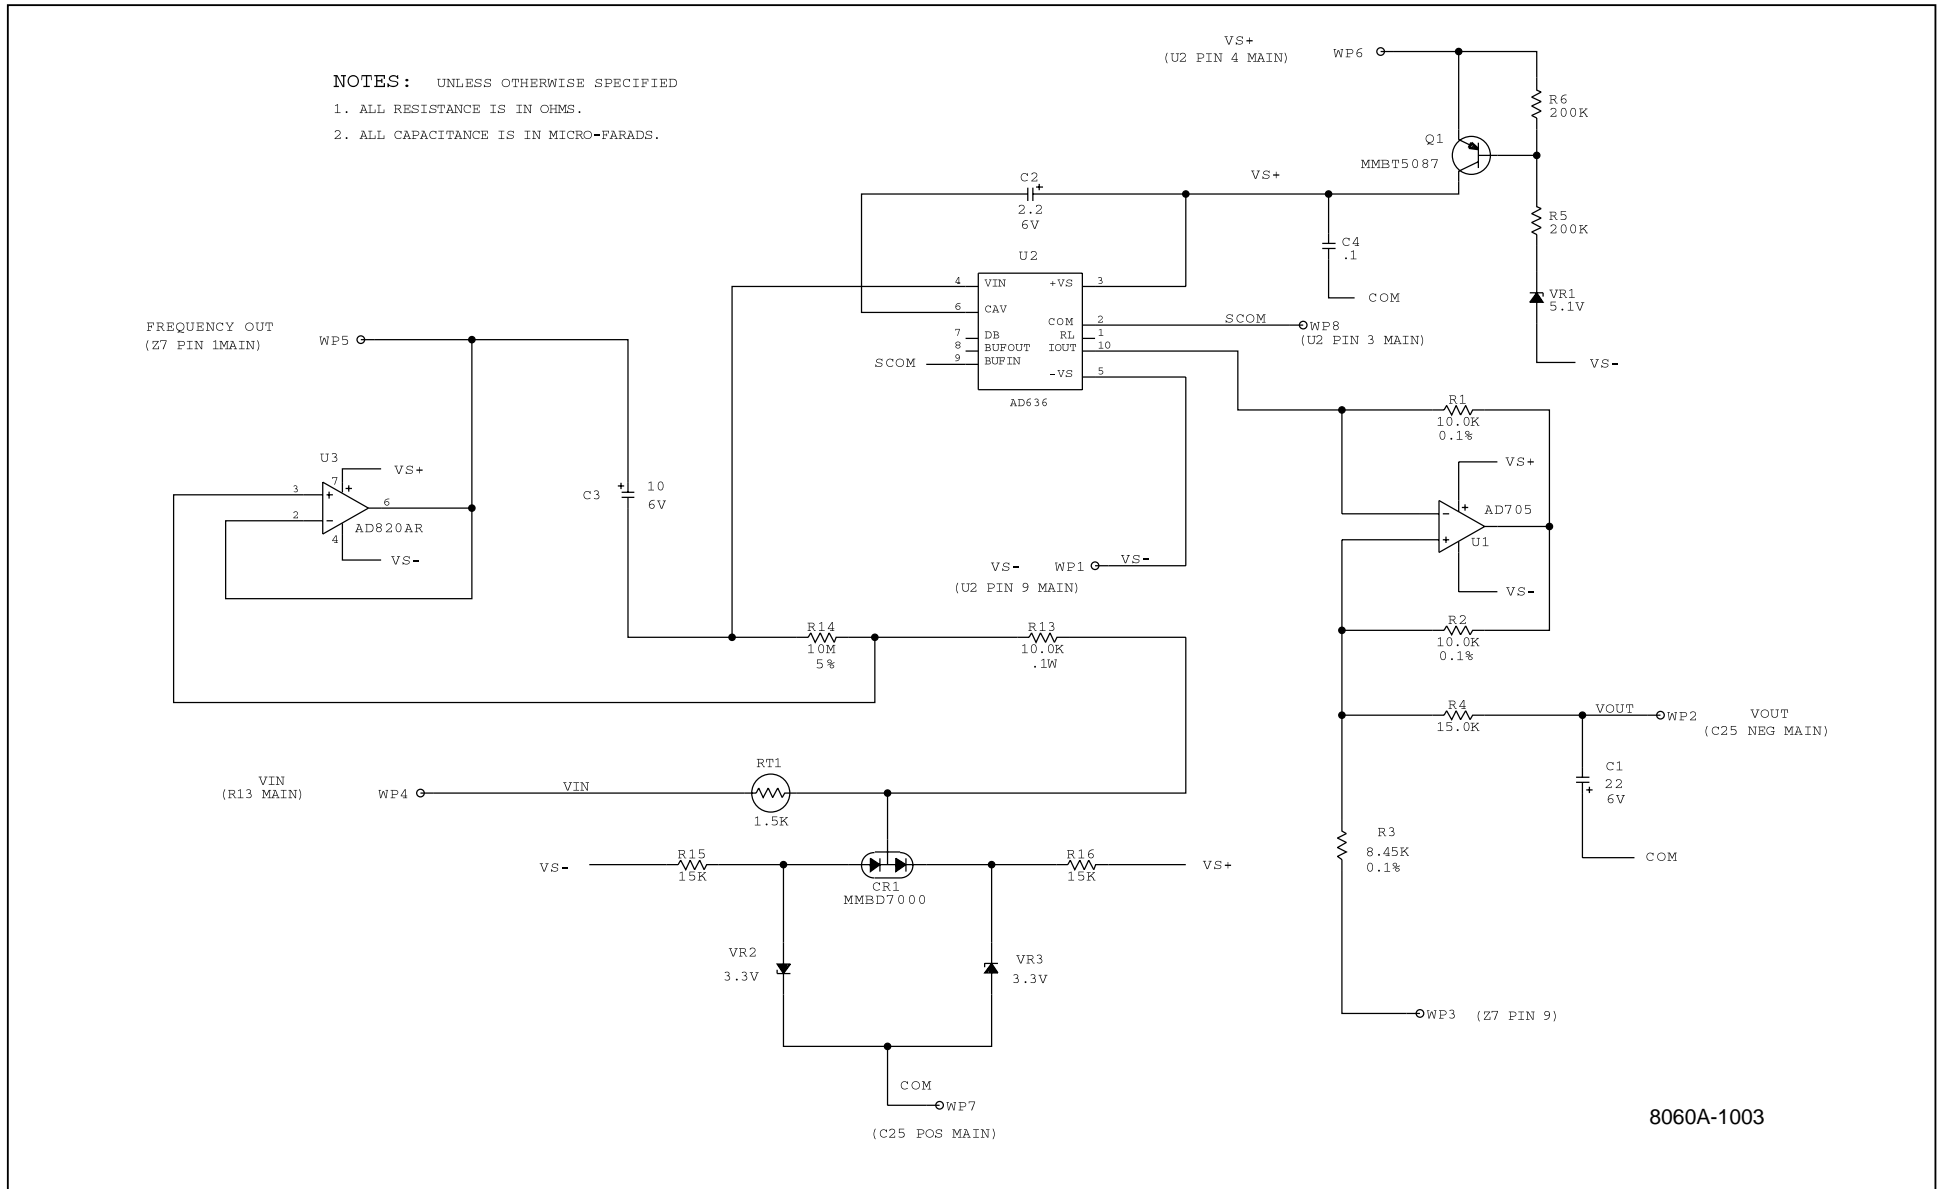 NOTES: UNLESS OTHERWISE SPECIFIED
1. ALL RESISTANCE IS IN OHMS.
2. ALL CAPACITANCE IS IN MICRO-FARADS.
VS+
(U2 PIN 4 MAIN)
WP6
R6
200K
Q1
MMBT5087
R5
200K
VR1
5.1V
VS-
VS+
C2
+
2.2
6V
C4
.1
COM
U2
4 VIN +VS 3
6 CAV
COM 2
7 DB RL 1
8 BUFOUT IOUT 10
9 BUFIN
-VS 5
AD636
SCOM
SCOM
WP8
(U2 PIN 3 MAIN)
FREQUENCY OUT
(Z7 PIN 1MAIN)
WP5
U3
VS+
7 +
3 +
2 -
6
AD820AR
4
VS-
C3
+
10
6V
VS-
(U2 PIN 9 MAIN)
WP1
VS-
R1
10.0K
0.1%
VS+
+
AD705
-
+
U1
VS-
R2
10.0K
0.1%
R14
10M
5%
R13
10.0K
.1W
R4
15.0K
VOUT
WP2
VOUT
(C25 NEG MAIN)
C1
22
+
6V
COM
R3
8.45K
0.1%
WP3 (Z7 PIN 9)
VIN
(R13 MAIN)
WP4
VIN
RT1
1.5K
VS-
R15
15K
CR1
MMBD7000
R16
15K
VS+
VR2
3.3V
VR3
3.3V
COM
WP7
(C25 POS MAIN)
8060A-1003